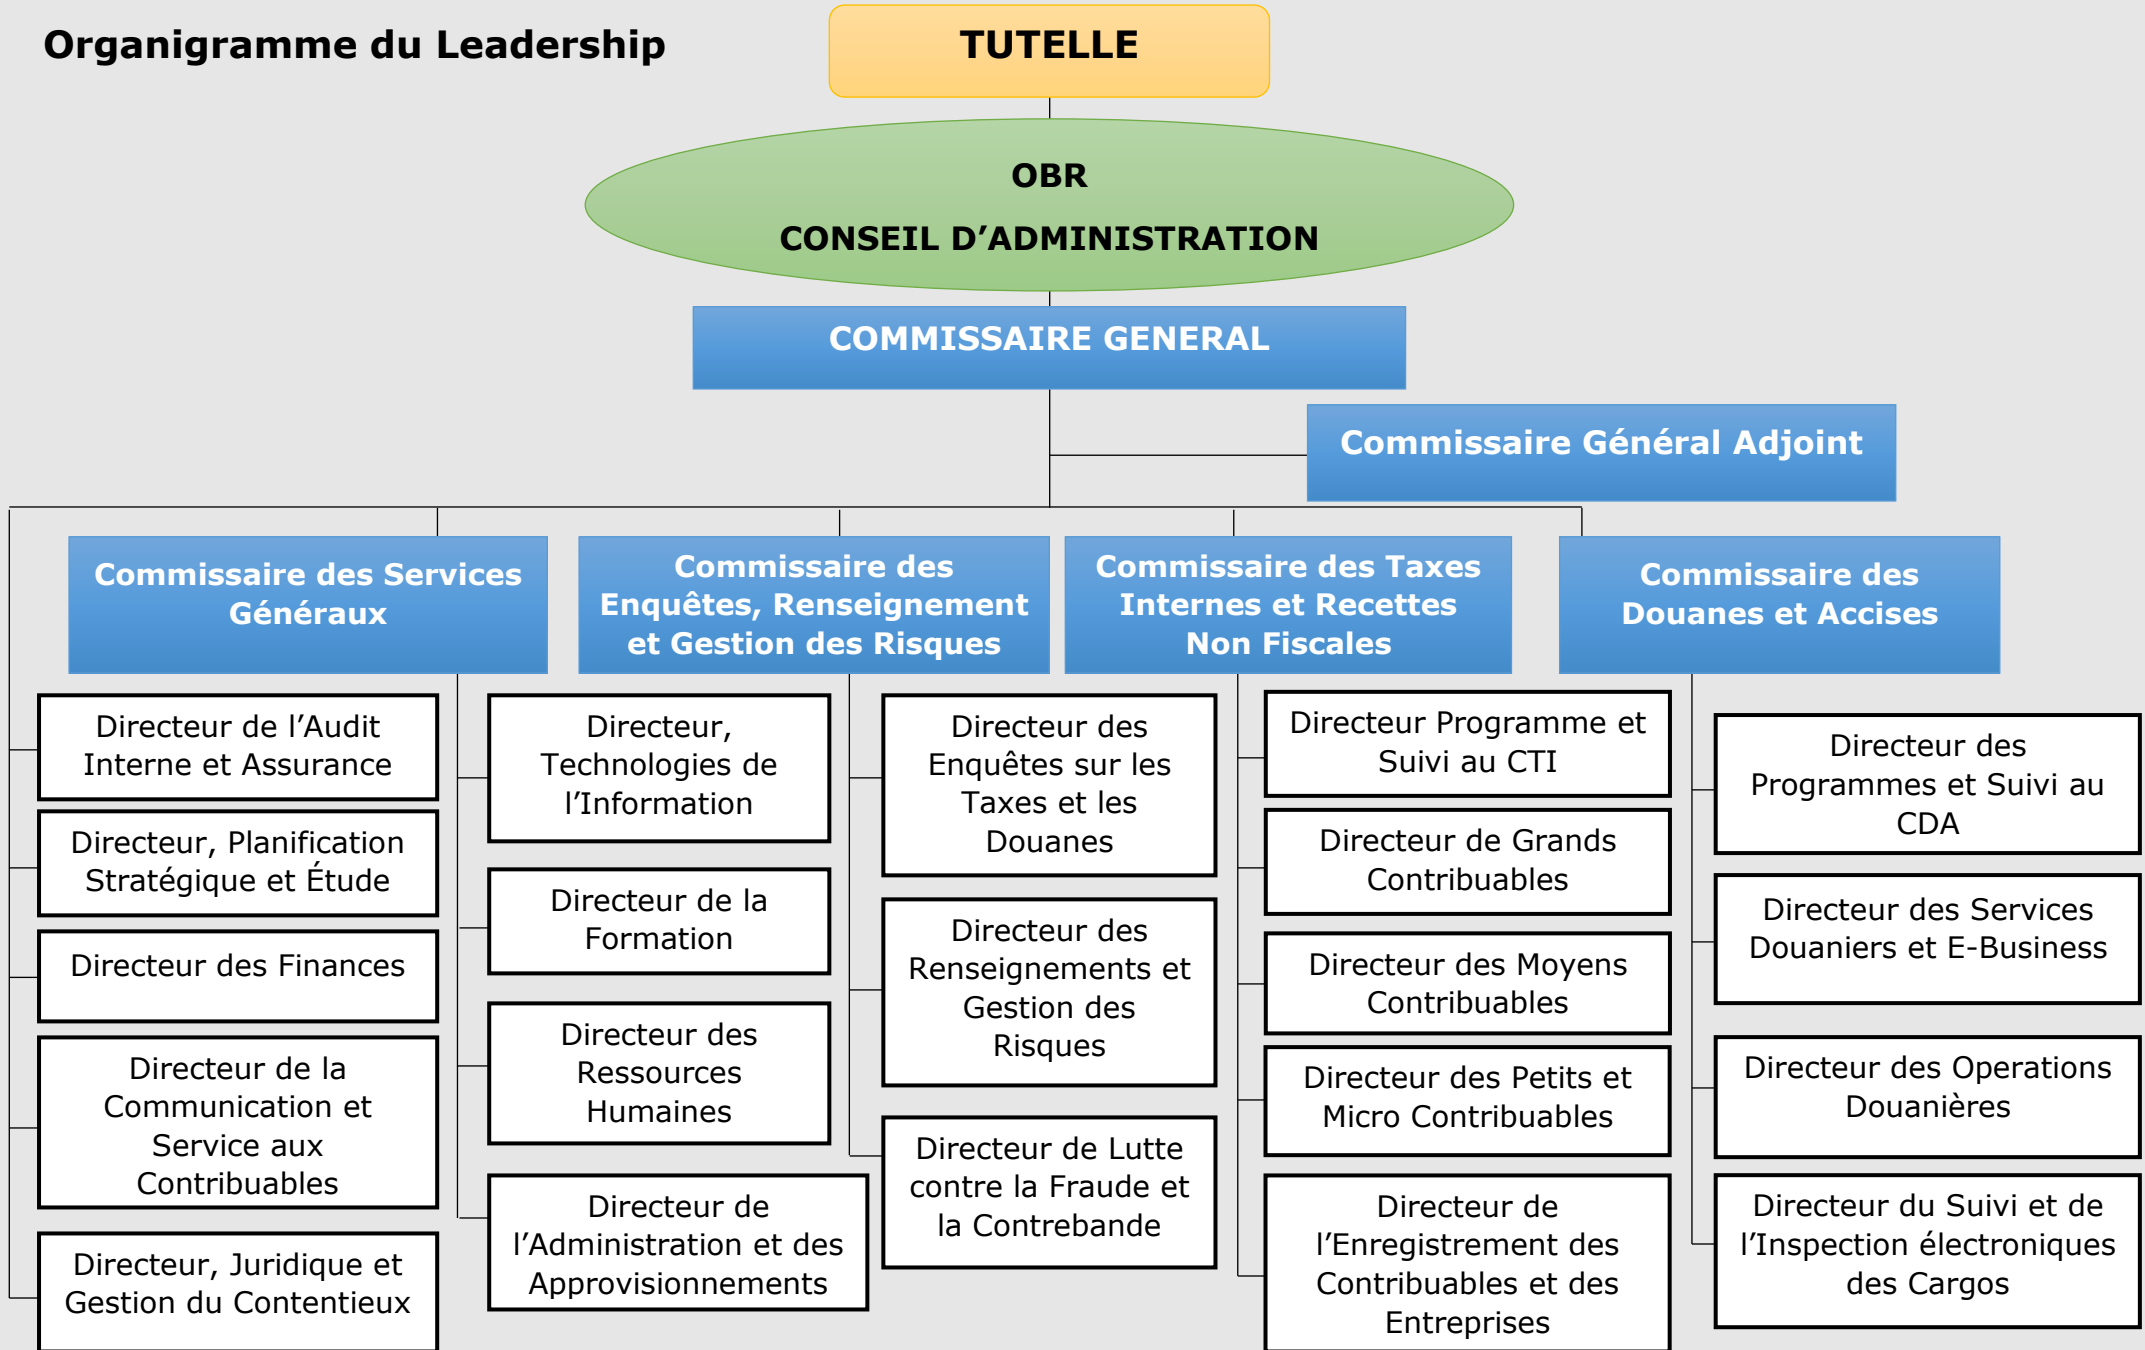 Organigramme du Leadership
TUTELLE
OBR
CONSEIL D’ADMINISTRATION
COMMISSAIRE GENERAL
Commissaire Général Adjoint
Commissaire des Services
Généraux
Commissaire des
Enquêtes, Renseignement
et Gestion des Risques
Commissaire des Taxes
Internes et Recettes
Non Fiscales
Commissaire des
Douanes et Accises
Directeur de l’Audit
Interne et Assurance
Directeur, Planification
Stratégique et Étude
Directeur des Finances
Directeur de la
Communication et
Service aux
Contribuables
Directeur, Juridique et
Gestion du Contentieux
Directeur,
Technologies de
l’Information
Directeur de la
Formation
Directeur des
Ressources
Humaines
Directeur de
l’Administration et des
Approvisionnements
Directeur des
Enquêtes sur les
Taxes et les
Douanes
Directeur des
Renseignements et
Gestion des
Risques
Directeur de Lutte
contre la Fraude et
la Contrebande
Directeur Programme et
Suivi au CTI
Directeur de Grands
Contribuables
Directeur des Moyens
Contribuables
Directeur des Petits et
Micro Contribuables
Directeur de
l’Enregistrement des
Contribuables et des
Entreprises
Directeur des
Programmes et Suivi au
CDA
Directeur des Services
Douaniers et E-Business
Directeur des Operations
Douanières
Directeur du Suivi et de
l’Inspection électroniques
des Cargos